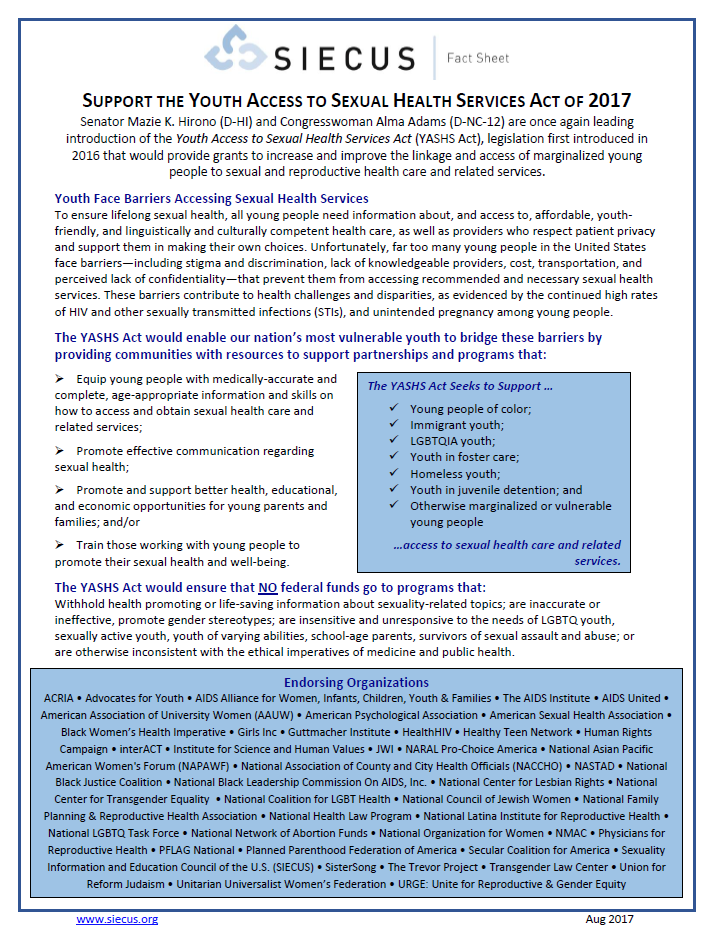 SIECUS Fact Sheet
SUPPORT THE YOUTH ACCESS TO SEXUAL HEALTH SERVICES ACT OF 2017
Senator Mazie K. Hirono (D-HI) and Congresswoman Alma Adams (D-NC-12) are once again leading
introduction of the Youth Access to Sexual Health Services Act (YASHS Act), legislation first introduced in
2016 that would provide grants to increase and improve the linkage and access of marginalized young
people to sexual and reproductive health care and related services.
Youth Face Barriers Accessing Sexual Health Services
To ensure lifelong sexual health, all young people need information about, and access to, affordable, youth-
friendly, and linguistically and culturally competent health care, as well as providers who respect patient privacy
and support them in making their own choices. Unfortunately, far too many young people in the United States
face barriers—including stigma and discrimination, lack of knowledgeable providers, cost, transportation, and
perceived lack of confidentiality—that prevent them from accessing recommended and necessary sexual health
services. These barriers contribute to health challenges and disparities, as evidenced by the continued high rates
of HIV and other sexually transmitted infections (STIs), and unintended pregnancy among young people.
The YASHS Act would enable our nation's most vulnerable youth to bridge these barriers by
providing communities with resources to support partnerships and programs that:
➢ Equip young people with medically-accurate and
complete, age-appropriate information and skills on
how to access and obtain sexual health care and
related services;
➢ Promote effective communication regarding
sexual health;
➢ Promote and support better health, educational,
and economic opportunities for young parents and
families; and/or
➢ Train those working with young people to
promote their sexual health and well-being.
The YASHS Act Seeks to Support …
✓ Young people of color;
✓ Immigrant youth;
✓ LGBTQIA youth;
✓ Youth in foster care;
✓ Homeless youth;
✓ Youth in juvenile detention; and
✓ Otherwise marginalized or vulnerable
young people
…access to sexual health care and related
services.
The YASHS Act would ensure that NO federal funds go to programs that:
Withhold health promoting or life-saving information about sexuality-related topics; are inaccurate or
ineffective, promote gender stereotypes; are insensitive and unresponsive to the needs of LGBTQ youth,
sexually active youth, youth of varying abilities, school-age parents, survivors of sexual assault and abuse; or
are otherwise inconsistent with the ethical imperatives of medicine and public health.
Endorsing Organizations
ACRIA • Advocates for Youth • AIDS Alliance for Women, Infants, Children, Youth & Families • The AIDS Institute • AIDS United •
American Association of University Women (AAUW) • American Psychological Association • American Sexual Health Association •
Black Women's Health Imperative • Girls Inc • Guttmacher Institute • HealthHIV • Healthy Teen Network • Human Rights
Campaign • interACT • Institute for Science and Human Values • JWI • NARAL Pro-Choice America • National Asian Pacific
American Women's Forum (NAPAWF) • National Association of County and City Health Officials (NACCHO) • NASTAD • National
Black Justice Coalition • National Black Leadership Commission On AIDS, Inc. • National Center for Lesbian Rights • National
Center for Transgender Equality • National Coalition for LGBT Health • National Council of Jewish Women • National Family
Planning & Reproductive Health Association • National Health Law Program • National Latina Institute for Reproductive Health •
National LGBTQ Task Force • National Network of Abortion Funds • National Organization for Women • NMAC • Physicians for
Reproductive Health • PFLAG National • Planned Parenthood Federation of America • Secular Coalition of America • Sexuality
Information and Education Council of the U.S. (SIECUS) • SisterSong • The Trevor Project • Transgender Law Center • Union for
Reform Judaism • Unitarian Universalist Women's Federation • URGE: Unite for Reproductive & Gender Equity
www.siecus.org Aug 2017